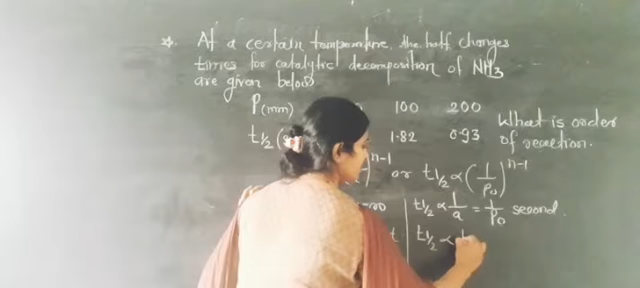 * At a certain temperature, the half changes
times for catalytic decomposition of NH3
are given below
P(mm) 100 200
t1/2 1.82 0.93 What is order
of reaction.
n-1 or t1/2 ∝ (1/P0)^n-1
t1/2 ∝ 1/a = 1/P0 second.
t1/2 ∝